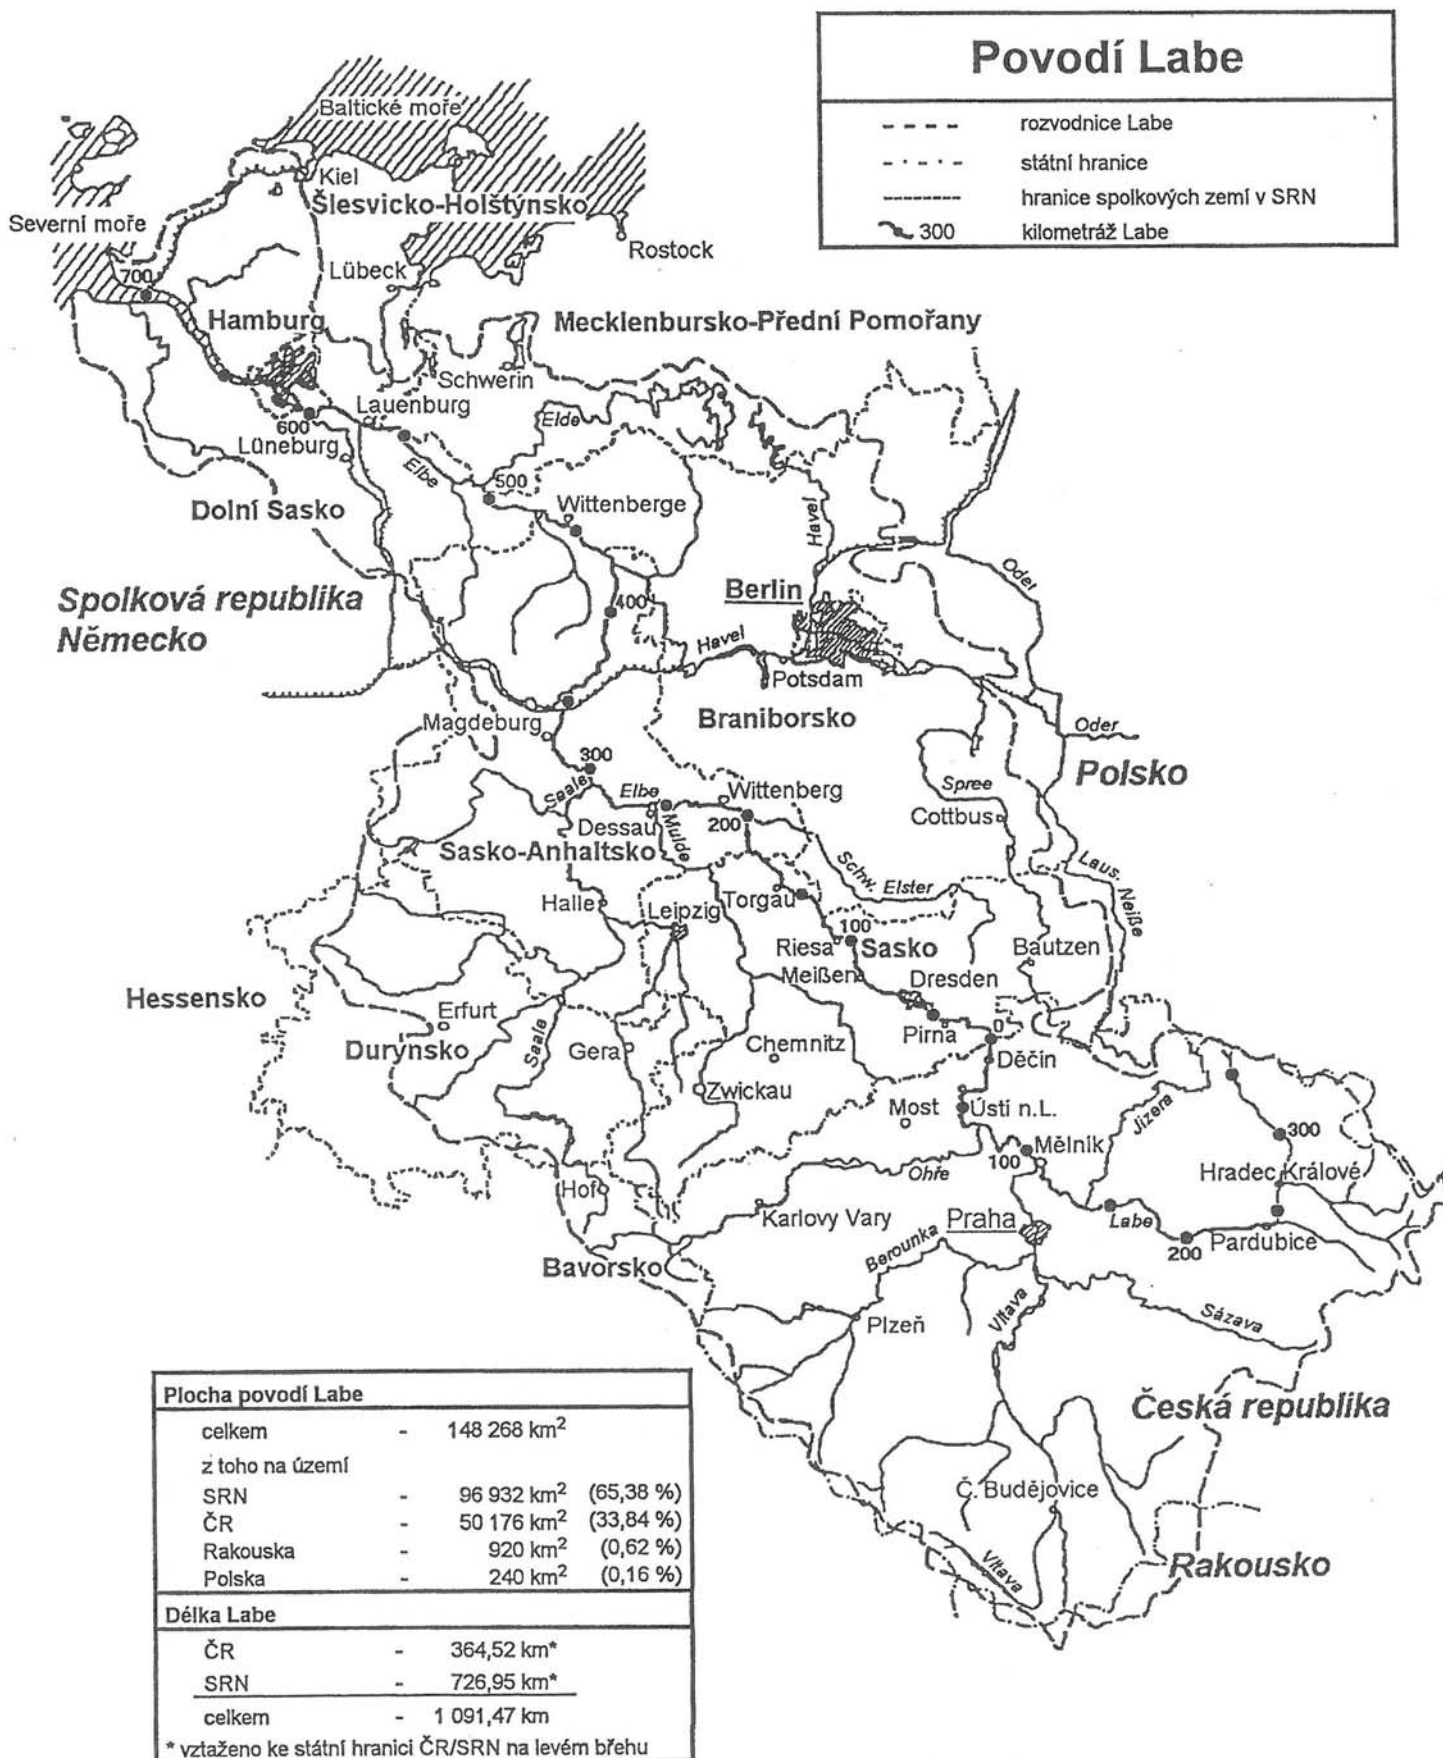 Povodí Labe
rozvodnice Labe
státní hranice
hranice spolkových zemí v SRN
300 kilometráž Labe
Baltické moře
Kiel
Šlesvicko-Holštýnsko
Severní moře
Rostock
700
Lübeck
Hamburg
Mecklenbursko-Přední Pomořany
Schwerin
Lauenburg
Elde
600
Lüneburg
Elbe
500
Dolní Sasko
Wittenberge
Havel
Oder
Spolková republika
Německo
Berlin
400
Havel
Potsdam
Magdeburg
Braniborsko
Oder
300
Polsko
Saale
Elbe
Wittenberg
Spree
Dessau
200
Cottbus
Mulde
Sasko-Anhaltsko
Schw. Elster
Laus. Neiße
Halle
Leipzig
Torgau
100
Riesa
Sasko
Bautzen
Meißen
Dresden
Hessensko
Erfurt
Pirna
0
Durynsko
Saale
Gera
Chemnitz
Děčín
Zwickau
Most
Ústí n.L.
Jizera
300
100
Mělník
Ohře
Hradec Králové
Hof
Karlovy Vary
Praha
Labe
200
Pardubice
Bavorsko
Berounka
Vltava
Sázava
Plzeň
Česká republika
Č. Budějovice
Vltava
Rakousko
Plocha povodí Labe
celkem - 148 268 km²
z toho na území
SRN - 96 932 km² (65,38 %)
ČR - 50 176 km² (33,84 %)
Rakouska - 920 km² (0,62 %)
Polska - 240 km² (0,16 %)
Délka Labe
ČR - 364,52 km*
SRN - 726,95 km*
celkem - 1 091,47 km
* vztaženo ke státní hranici ČR/SRN na levém břehu